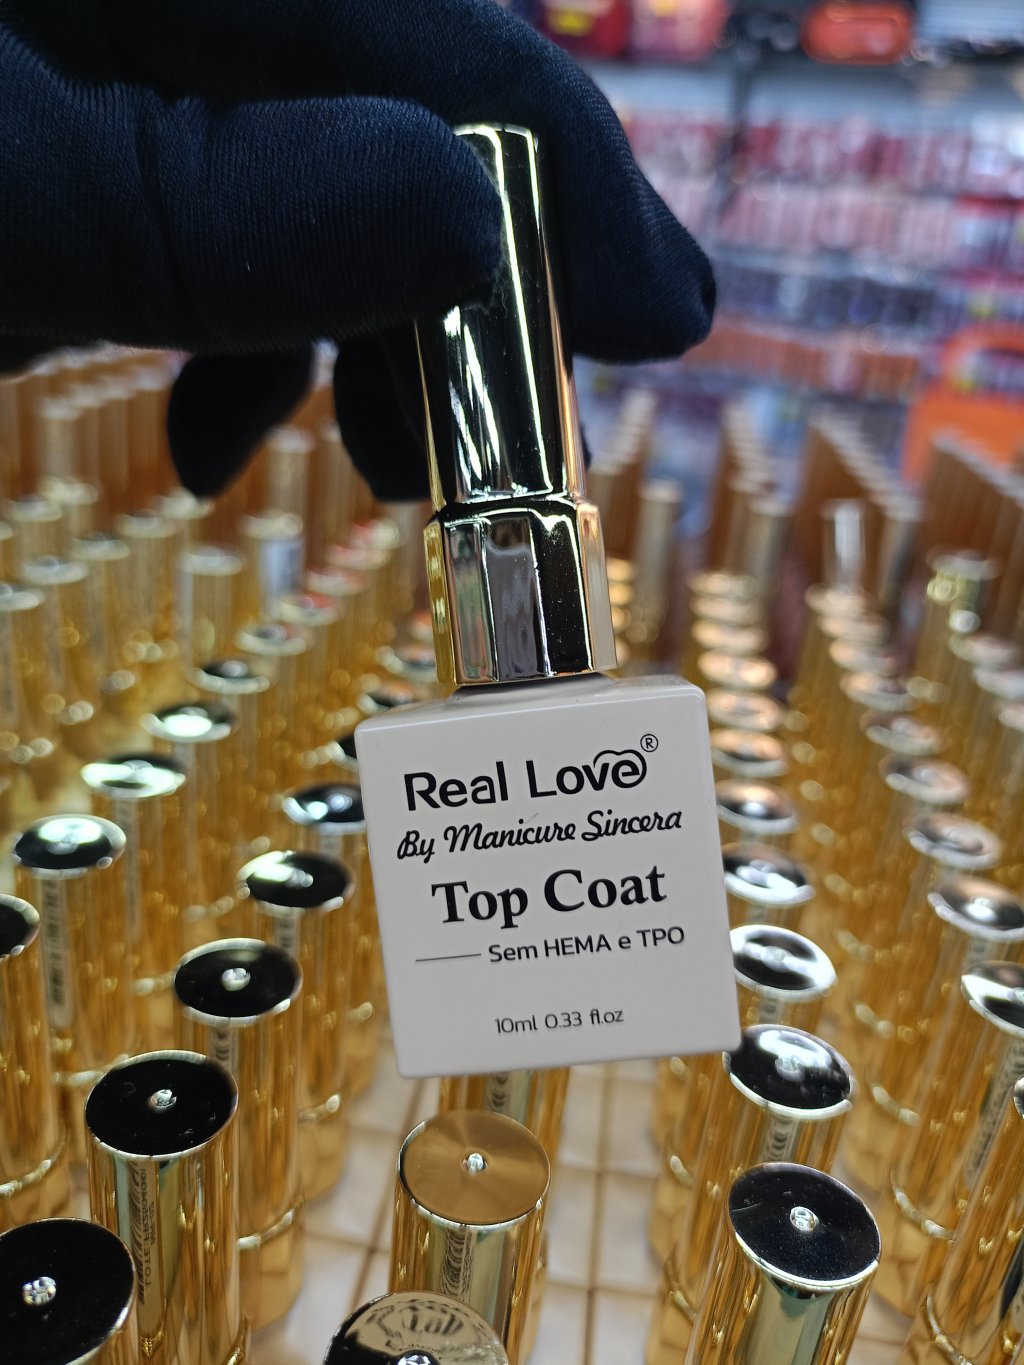 Real Love®
By Manicure Sincera
Top Coat
Sem HEMA e TPO
10ml 0.33 fl.oz